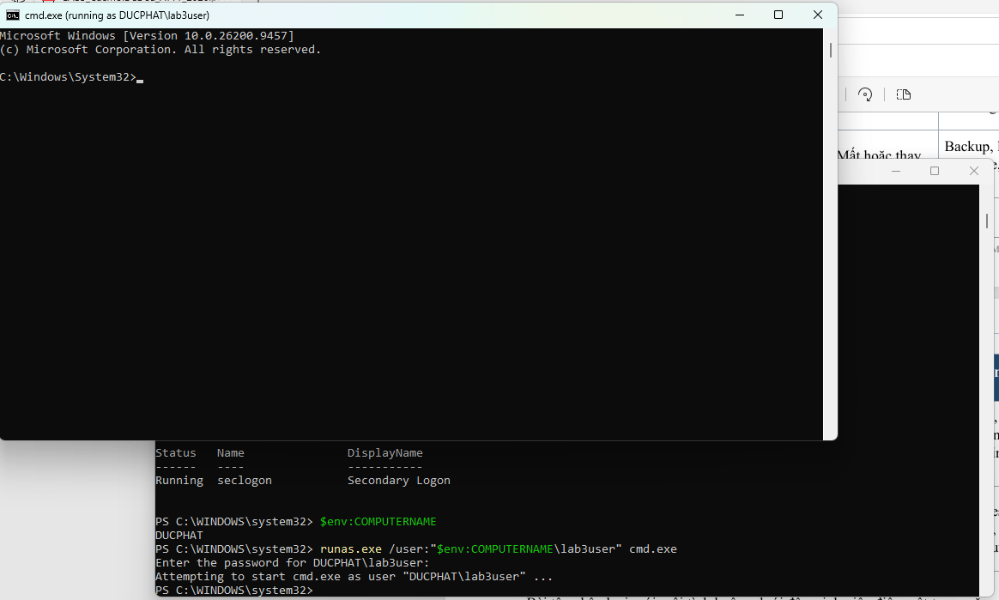 cmd.exe (running as DUCPHAT\lab3user)
Microsoft Windows [Version 10.0.26200.9457]
(c) Microsoft Corporation. All rights reserved.
C:\Windows\System32>
Mất hoặc thay
Backup,
Status Name DisplayName
------ ---- -----------
Running seclogon Secondary Logon
PS C:\WINDOWS\system32> $env:COMPUTERNAME
DUCPHAT
PS C:\WINDOWS\system32> runas.exe /user:"$env:COMPUTERNAME\lab3user" cmd.exe
Enter the password for DUCPHAT\lab3user:
Attempting to start cmd.exe as user "DUCPHAT\lab3user" ...
PS C:\WINDOWS\system32>